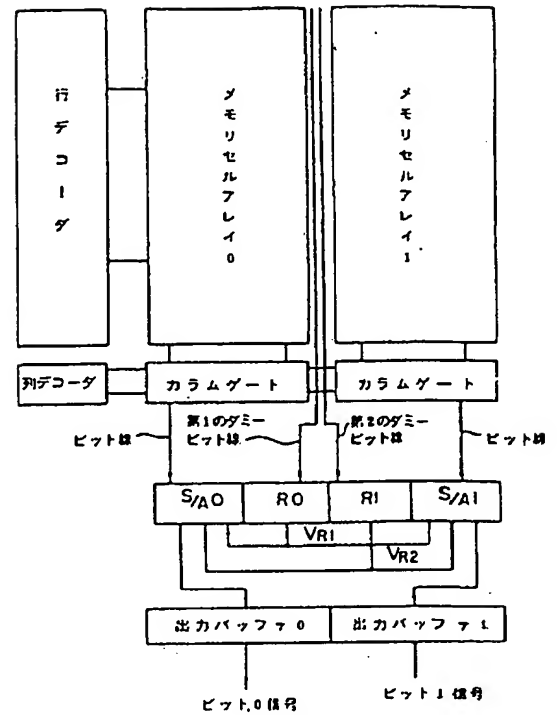 行デコーダ
メモリセルアレイ0
メモリセルアレイ1
列デコーダ
カラムゲート
カラムゲート
ビット線
第1のダミー
ビット線
第2のダミー
ビット線
ビット線
S/A0
R0
R1
S/A1
VR1
VR2
出力バッファ0
出力バッファ1
ビット0信号
ビット1信号